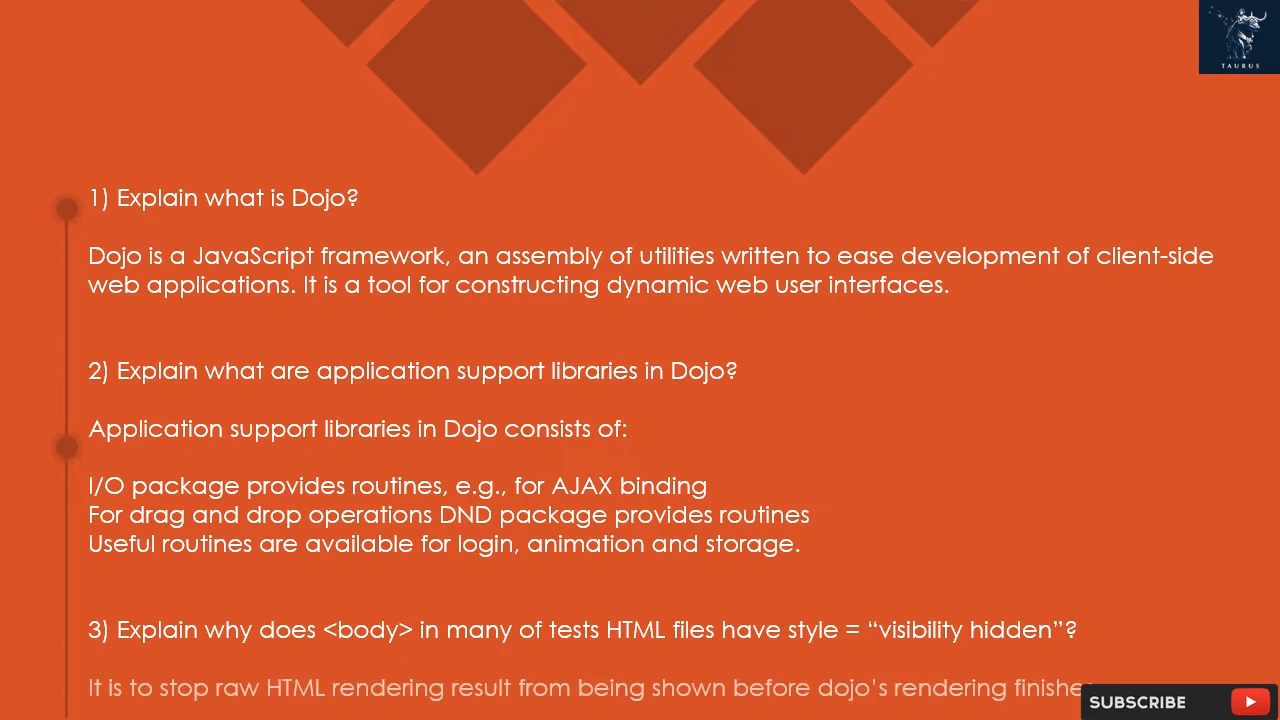 TAURUS
1) Explain what is Dojo?
Dojo is a JavaScript framework, an assembly of utilities written to ease development of client-side
web applications. It is a tool for constructing dynamic web user interfaces.
2) Explain what are application support libraries in Dojo?
Application support libraries in Dojo consists of:
I/O package provides routines, e.g., for AJAX binding
For drag and drop operations DND package provides routines
Useful routines are available for login, animation and storage.
3) Explain why does <body> in many of tests HTML files have style = “visibility hidden”?
It is to stop raw HTML rendering result from being shown before dojo’s rendering
SUBSCRIBE